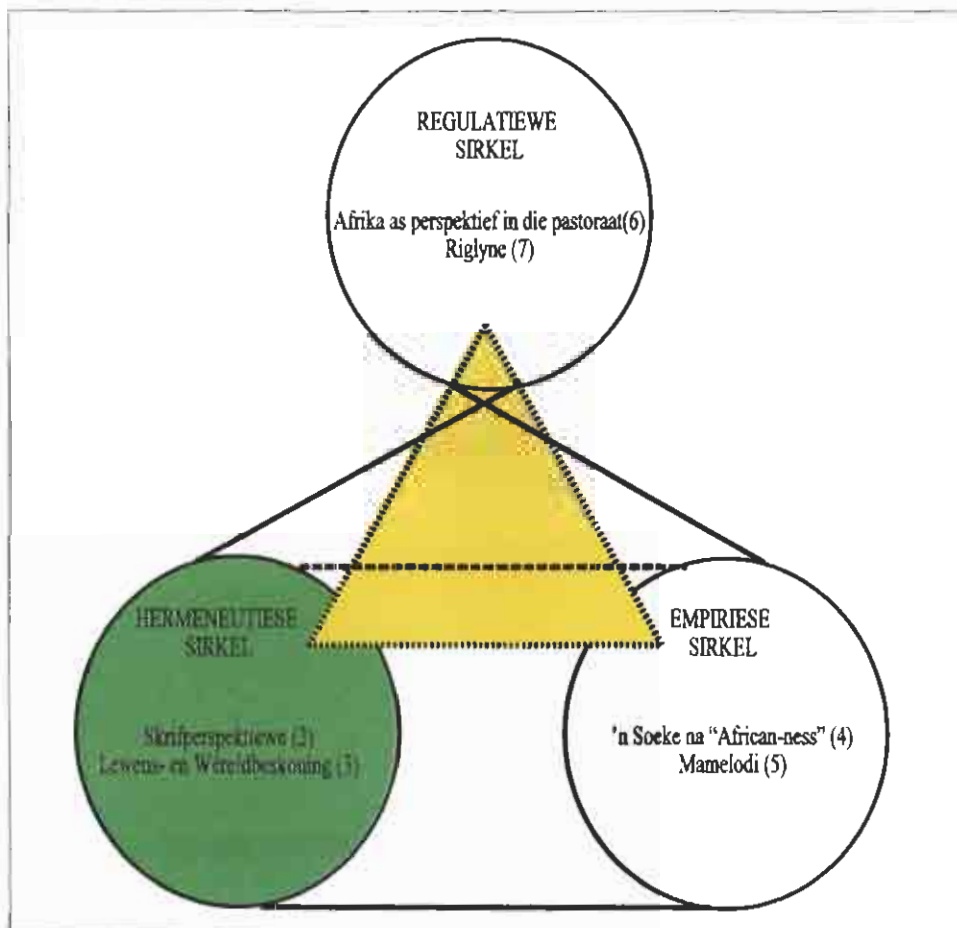 REGULATIEWE
SIRKEL
Afrika as perspektief in die pastoraat(6)
Riglyne (7)
HERMENEUTIESE
SIRKEL
Skrifperspektiewe (2)
Lewens- en Wêreldbeskouing (3)
EMPIRIESE
SIRKEL
'n Soeke na “African-ness” (4)
Mamelodi (5)